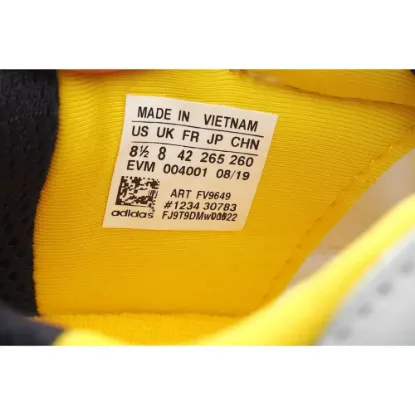 MADE IN VIETNAM
US UK FR JP CHN
8½ 8 42 265 260
EVM 004001 08/19
ART FV9649
#1234 30783
adidas